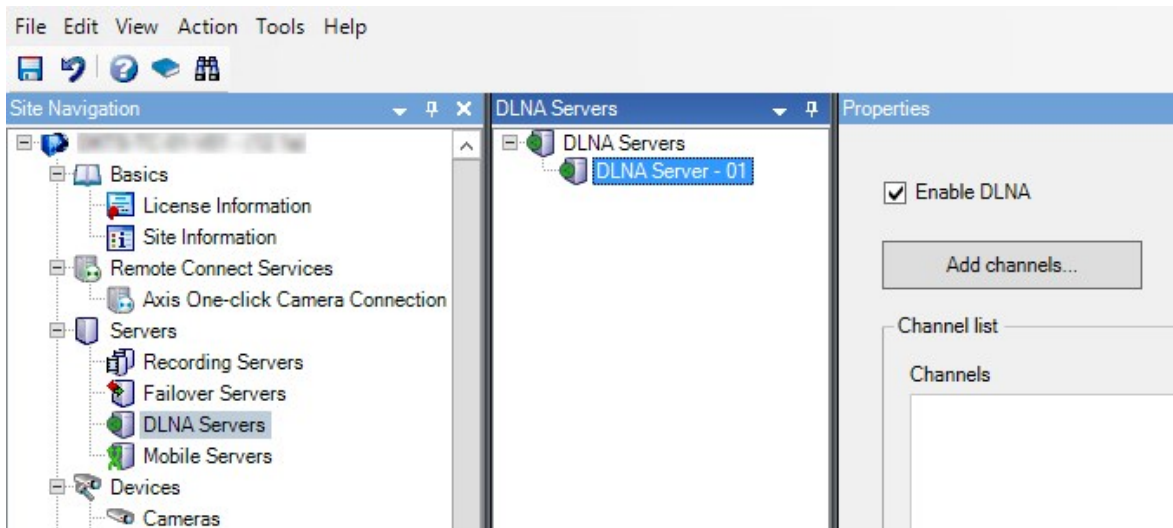 File Edit View Action Tools Help
Site Navigation
Basics
License Information
Site Information
Remote Connect Services
Axis One-click Camera Connection
Servers
Recording Servers
Failover Servers
DLNA Servers
Mobile Servers
Devices
Cameras
DLNA Servers
DLNA Servers
DLNA Server - 01
Properties
Enable DLNA
Add channels...
Channel list
Channels